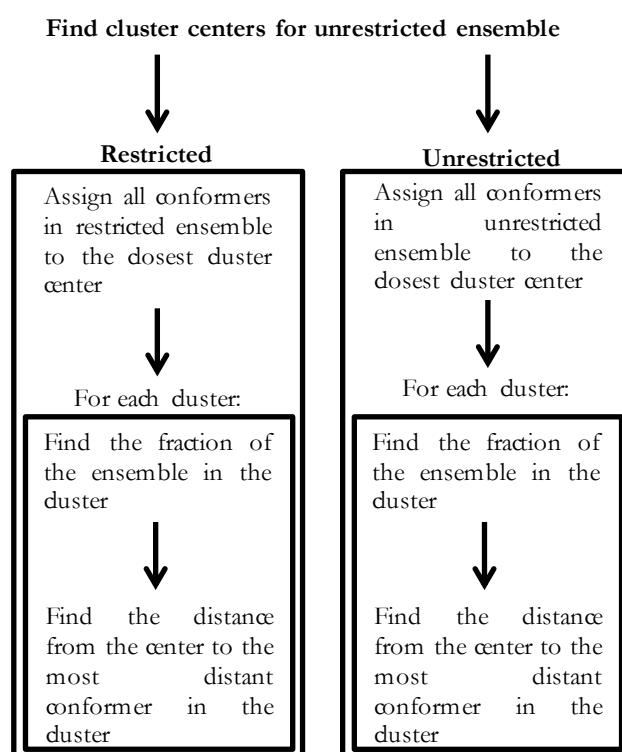 Find cluster centers for unrestricted ensemble
Restricted
Assign all conformers
in restricted ensemble
to the dosest duster
center
For each duster:
Find the fraction of
the ensemble in the
duster
Find the distance
from the center to the
most distant
conformer in the
duster
Unrestricted
Assign all conformers
in unrestricted
ensemble to the
dosest duster center
For each duster:
Find the fraction of
the ensemble in the
duster
Find the distance
from the center to the
most distant
conformer in the
duster